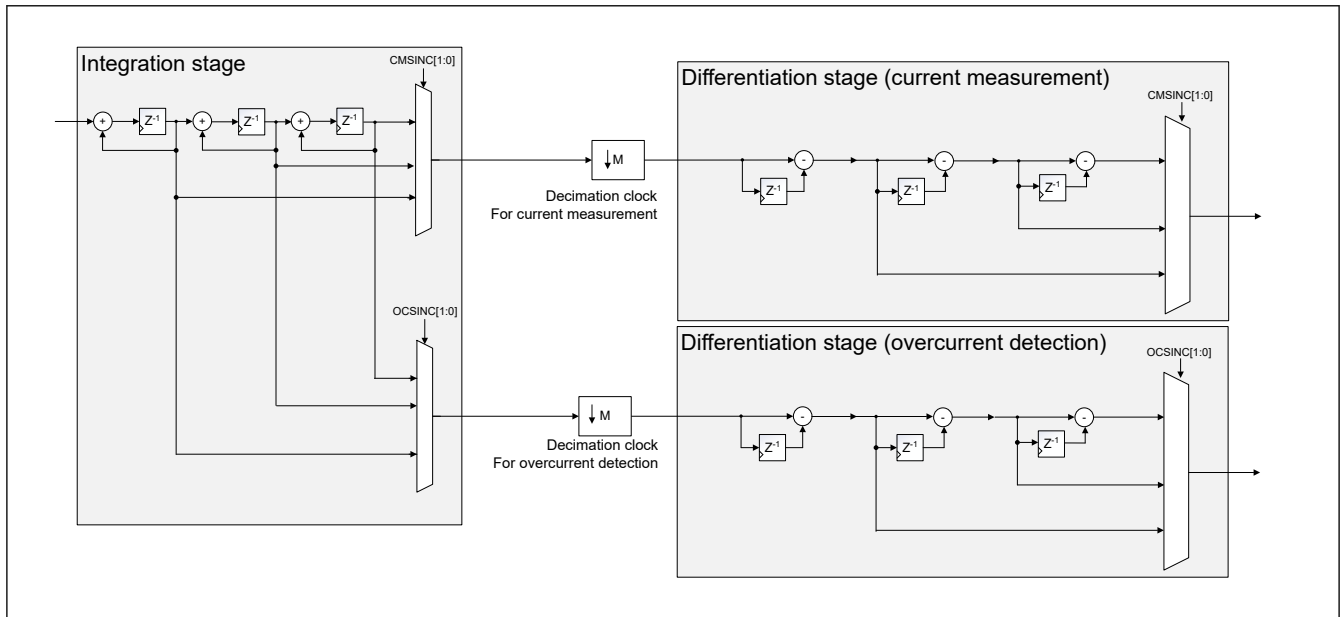 Integration stage
CMSINC[1:0]
+
Z-1
+
Z-1
+
Z-1
OCSINC[1:0]
↓ M
Decimation clock
For current measurement
↓ M
Decimation clock
For overcurrent detection
Differentiation stage (current measurement)
CMSINC[1:0]
-
Z-1
-
Z-1
-
Z-1
Differentiation stage (overcurrent detection)
OCSINC[1:0]
-
Z-1
-
Z-1
-
Z-1